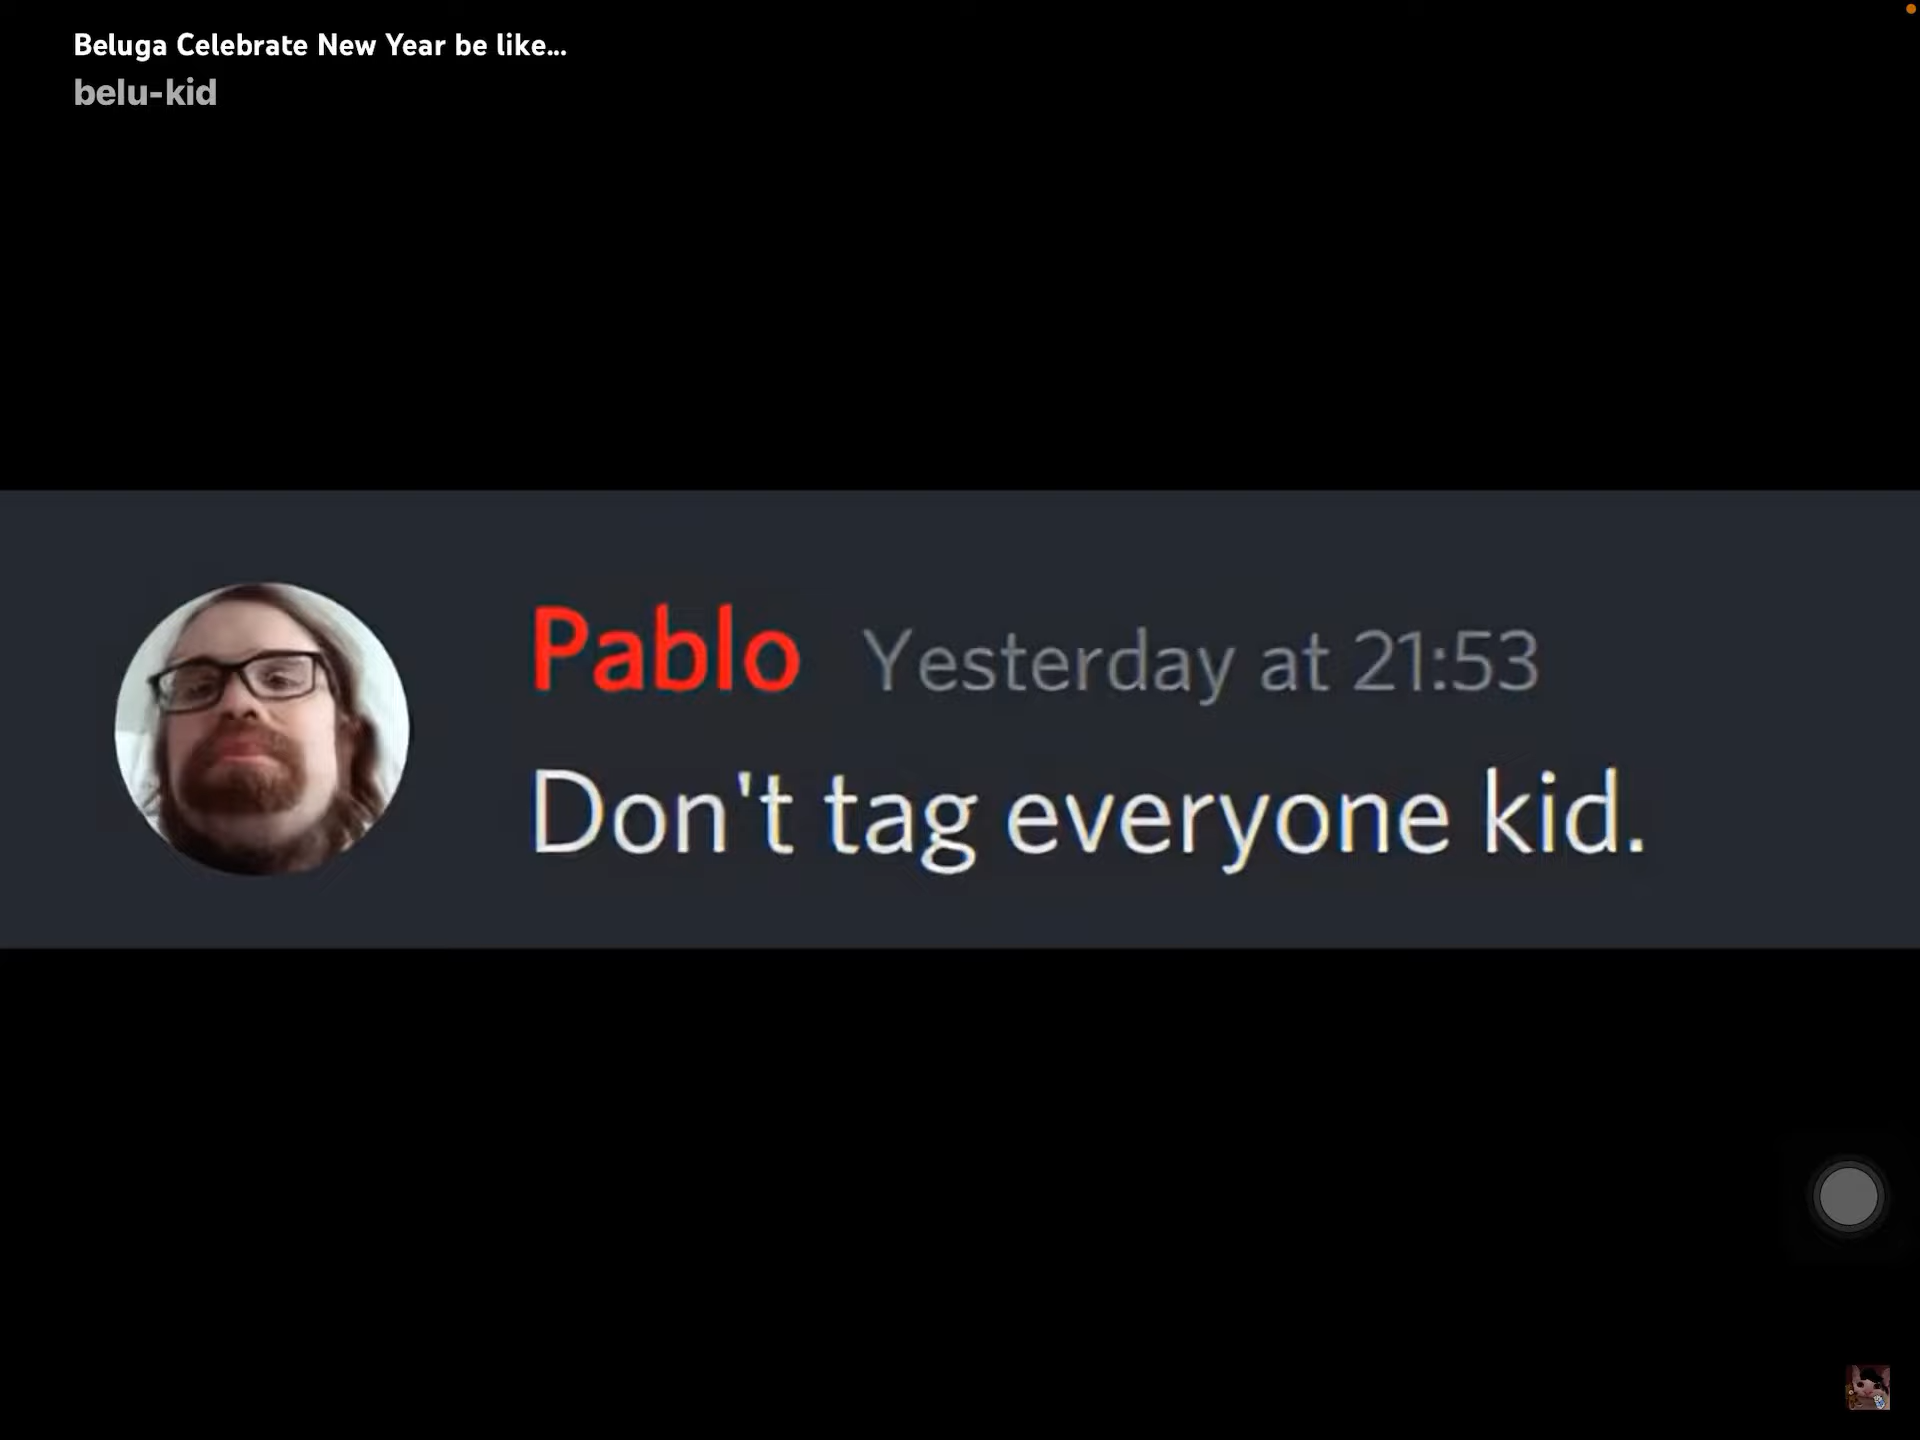 Beluga Celebrate New Year be like...
belu-kid
Pablo Yesterday at 21:53
Don't tag everyone kid.